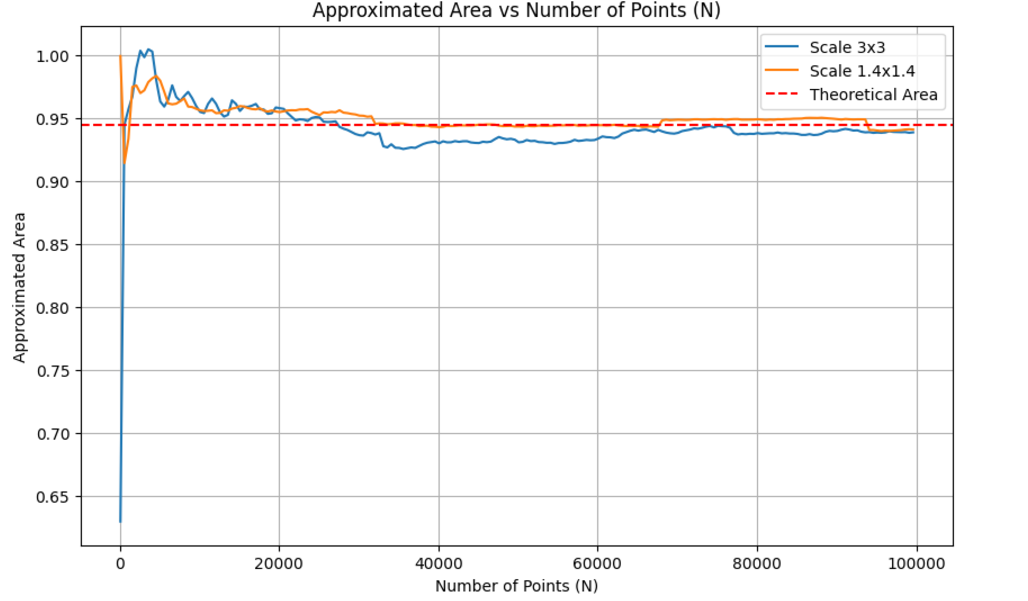 Approximated Area vs Number of Points (N)
Scale 3x3
Scale 1.4x1.4
Theoretical Area
Approximated Area
1.00
0.95
0.90
0.85
0.80
0.75
0.70
0.65
0
20000
40000
60000
80000
100000
Number of Points (N)